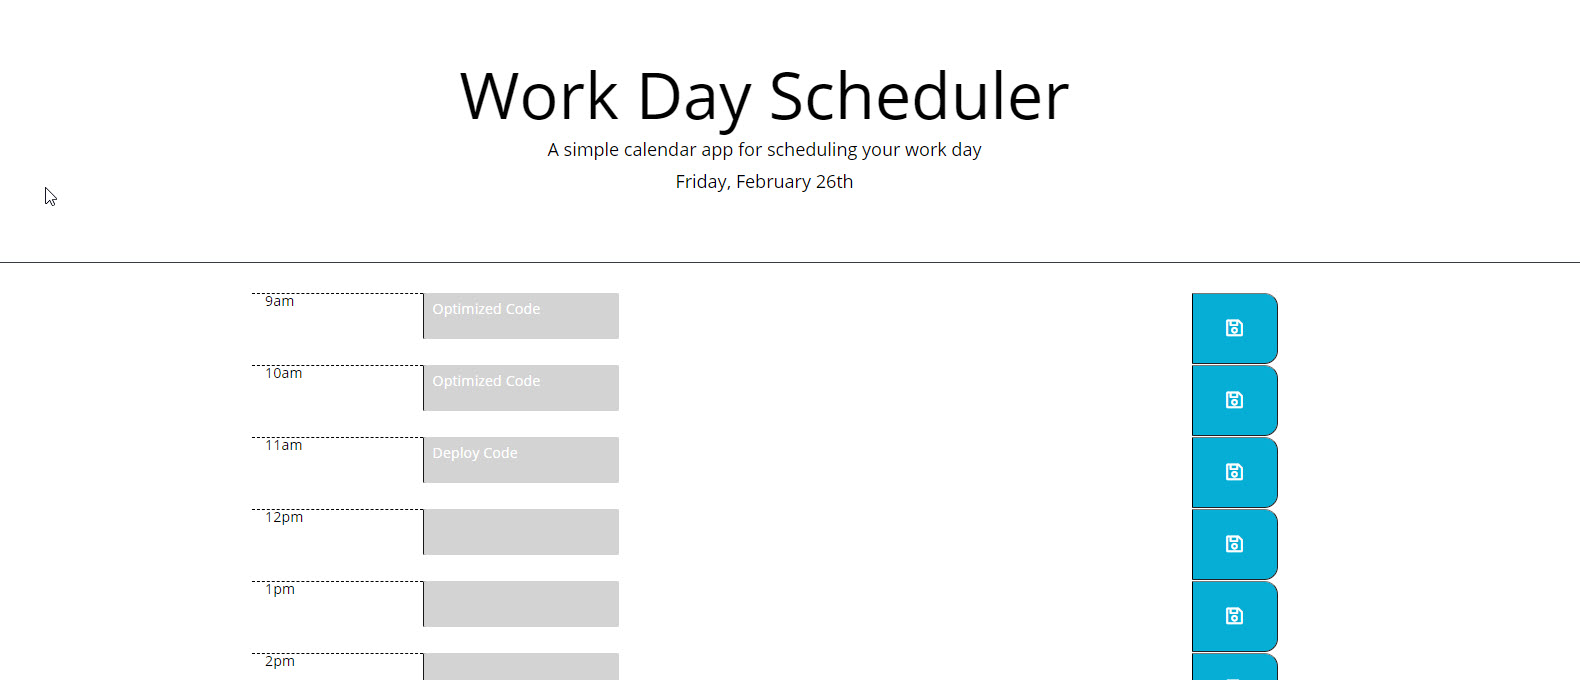 Work Day Scheduler
A simple calendar app for scheduling your work day
Friday, February 26th
9am
Optimized Code
10am
Optimized Code
11am
Deploy Code
12pm
1pm
2pm